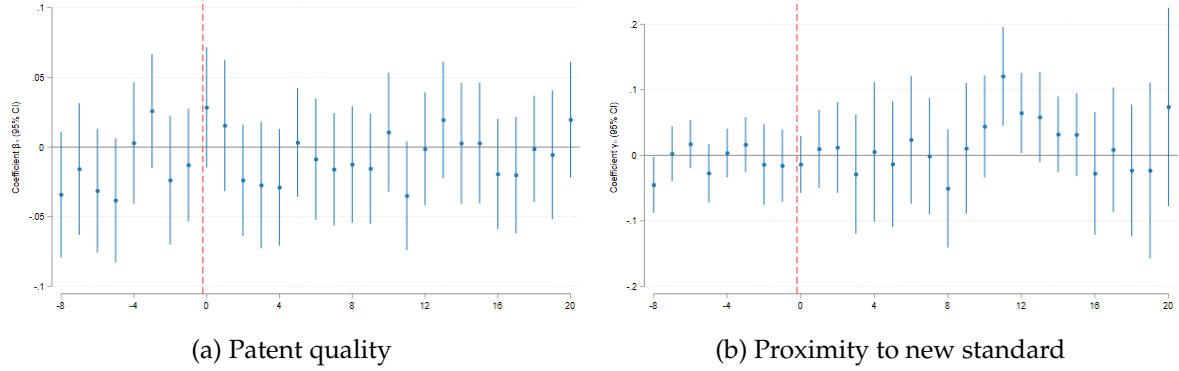 .1
.05
0
-.05
-.1
Coefficient βₜ (95% CI)
-8 -4 0 4 8 12 16 20
(a) Patent quality
.2
.1
0
-.1
-.2
-8 -4 0 4 8 12 16 20
(b) Proximity to new standard